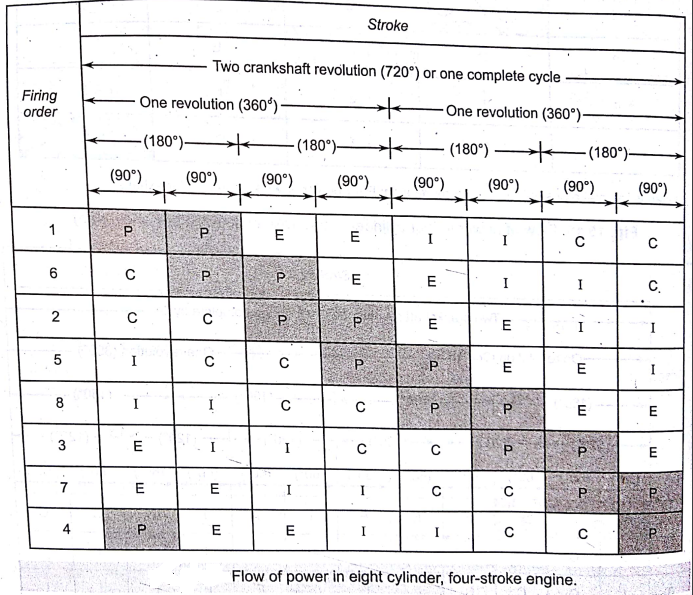 Stroke
Two crankshaft revolution (720°) or one complete cycle
Firing
order
One revolution (360ᵈ) One revolution (360°)
(180°) (180°) (180°) (180°)
(90°) (90°) (90°) (90°) (90°) (90°) (90°) (90°)
1 P P E E I I C C
6 C P P E E I I C
2 C C P P E E I I
5 I C C P P E E I
8 I I C C P P E E
3 E I I C C P P E
7 E E I I C C P P
4 P E E I I C C P
Flow of power in eight cylinder, four-stroke engine.